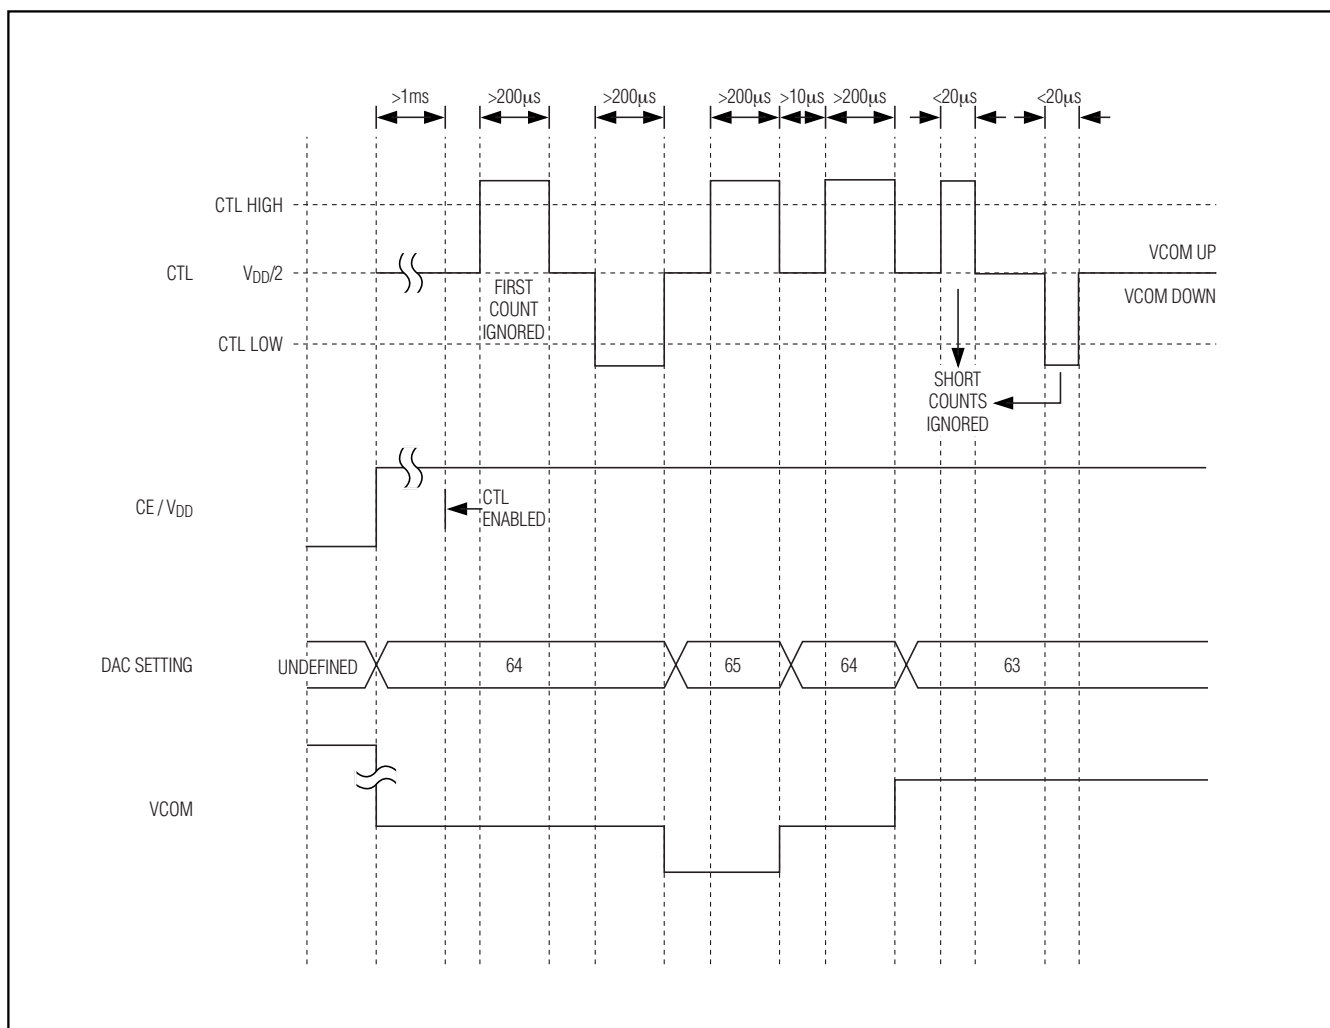 >1ms >200µs >200µs >200µs >10µs >200µs <20µs <20µs
CTL HIGH
VCOM UP
CTL VDD/2
FIRST
COUNT
IGNORED
VCOM DOWN
CTL LOW
SHORT
COUNTS
IGNORED
CE / VDD
CTL
ENABLED
DAC SETTING UNDEFINED 64 65 64 63
VCOM